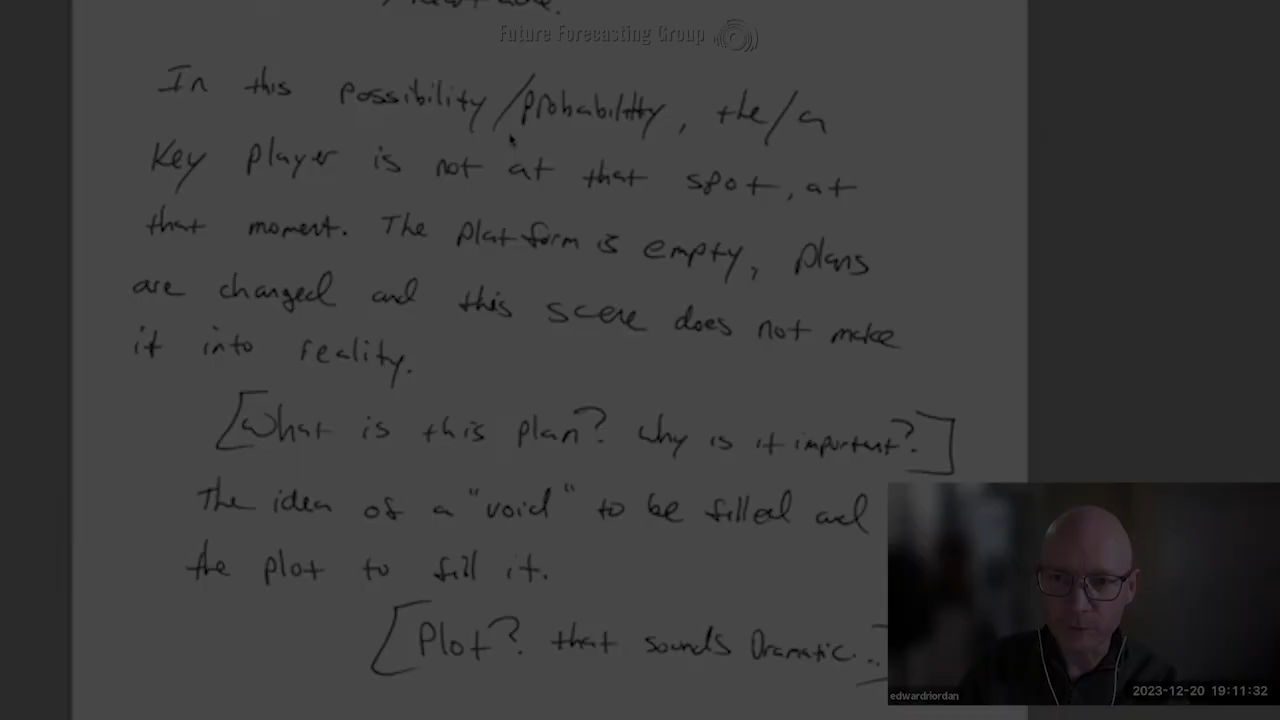 Future Forecasting Group
In this possibility/probability, the/a
Key player is not at that spot, at
that moment. The platform is empty, plans
are changed and this scene does not make
it into reality.
[What is this plan? Why is it important?]
The idea of a "void" to be filled and
the plot to fill it.
[Plot? that sounds Dramatic..
edwardriordan
2023-12-20 19:11:32